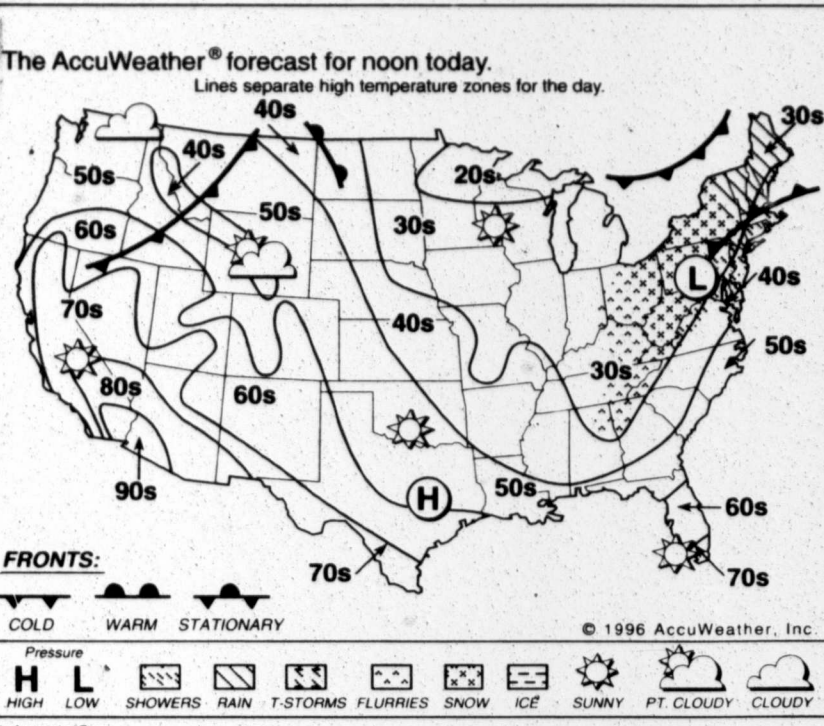 The AccuWeather® forecast for noon today.
Lines separate high temperature zones for the day.
40s
30s
40s
50s
20s
50s
60s
30s
L
40s
70s
40s
50s
80s
60s
30s
90s
H
50s
60s
70s
70s
FRONTS:
COLD WARM STATIONARY
© 1996 AccuWeather, Inc.
Pressure
H L
HIGH LOW SHOWERS RAIN T-STORMS FLURRIES SNOW ICE SUNNY PT. CLOUDY CLOUDY